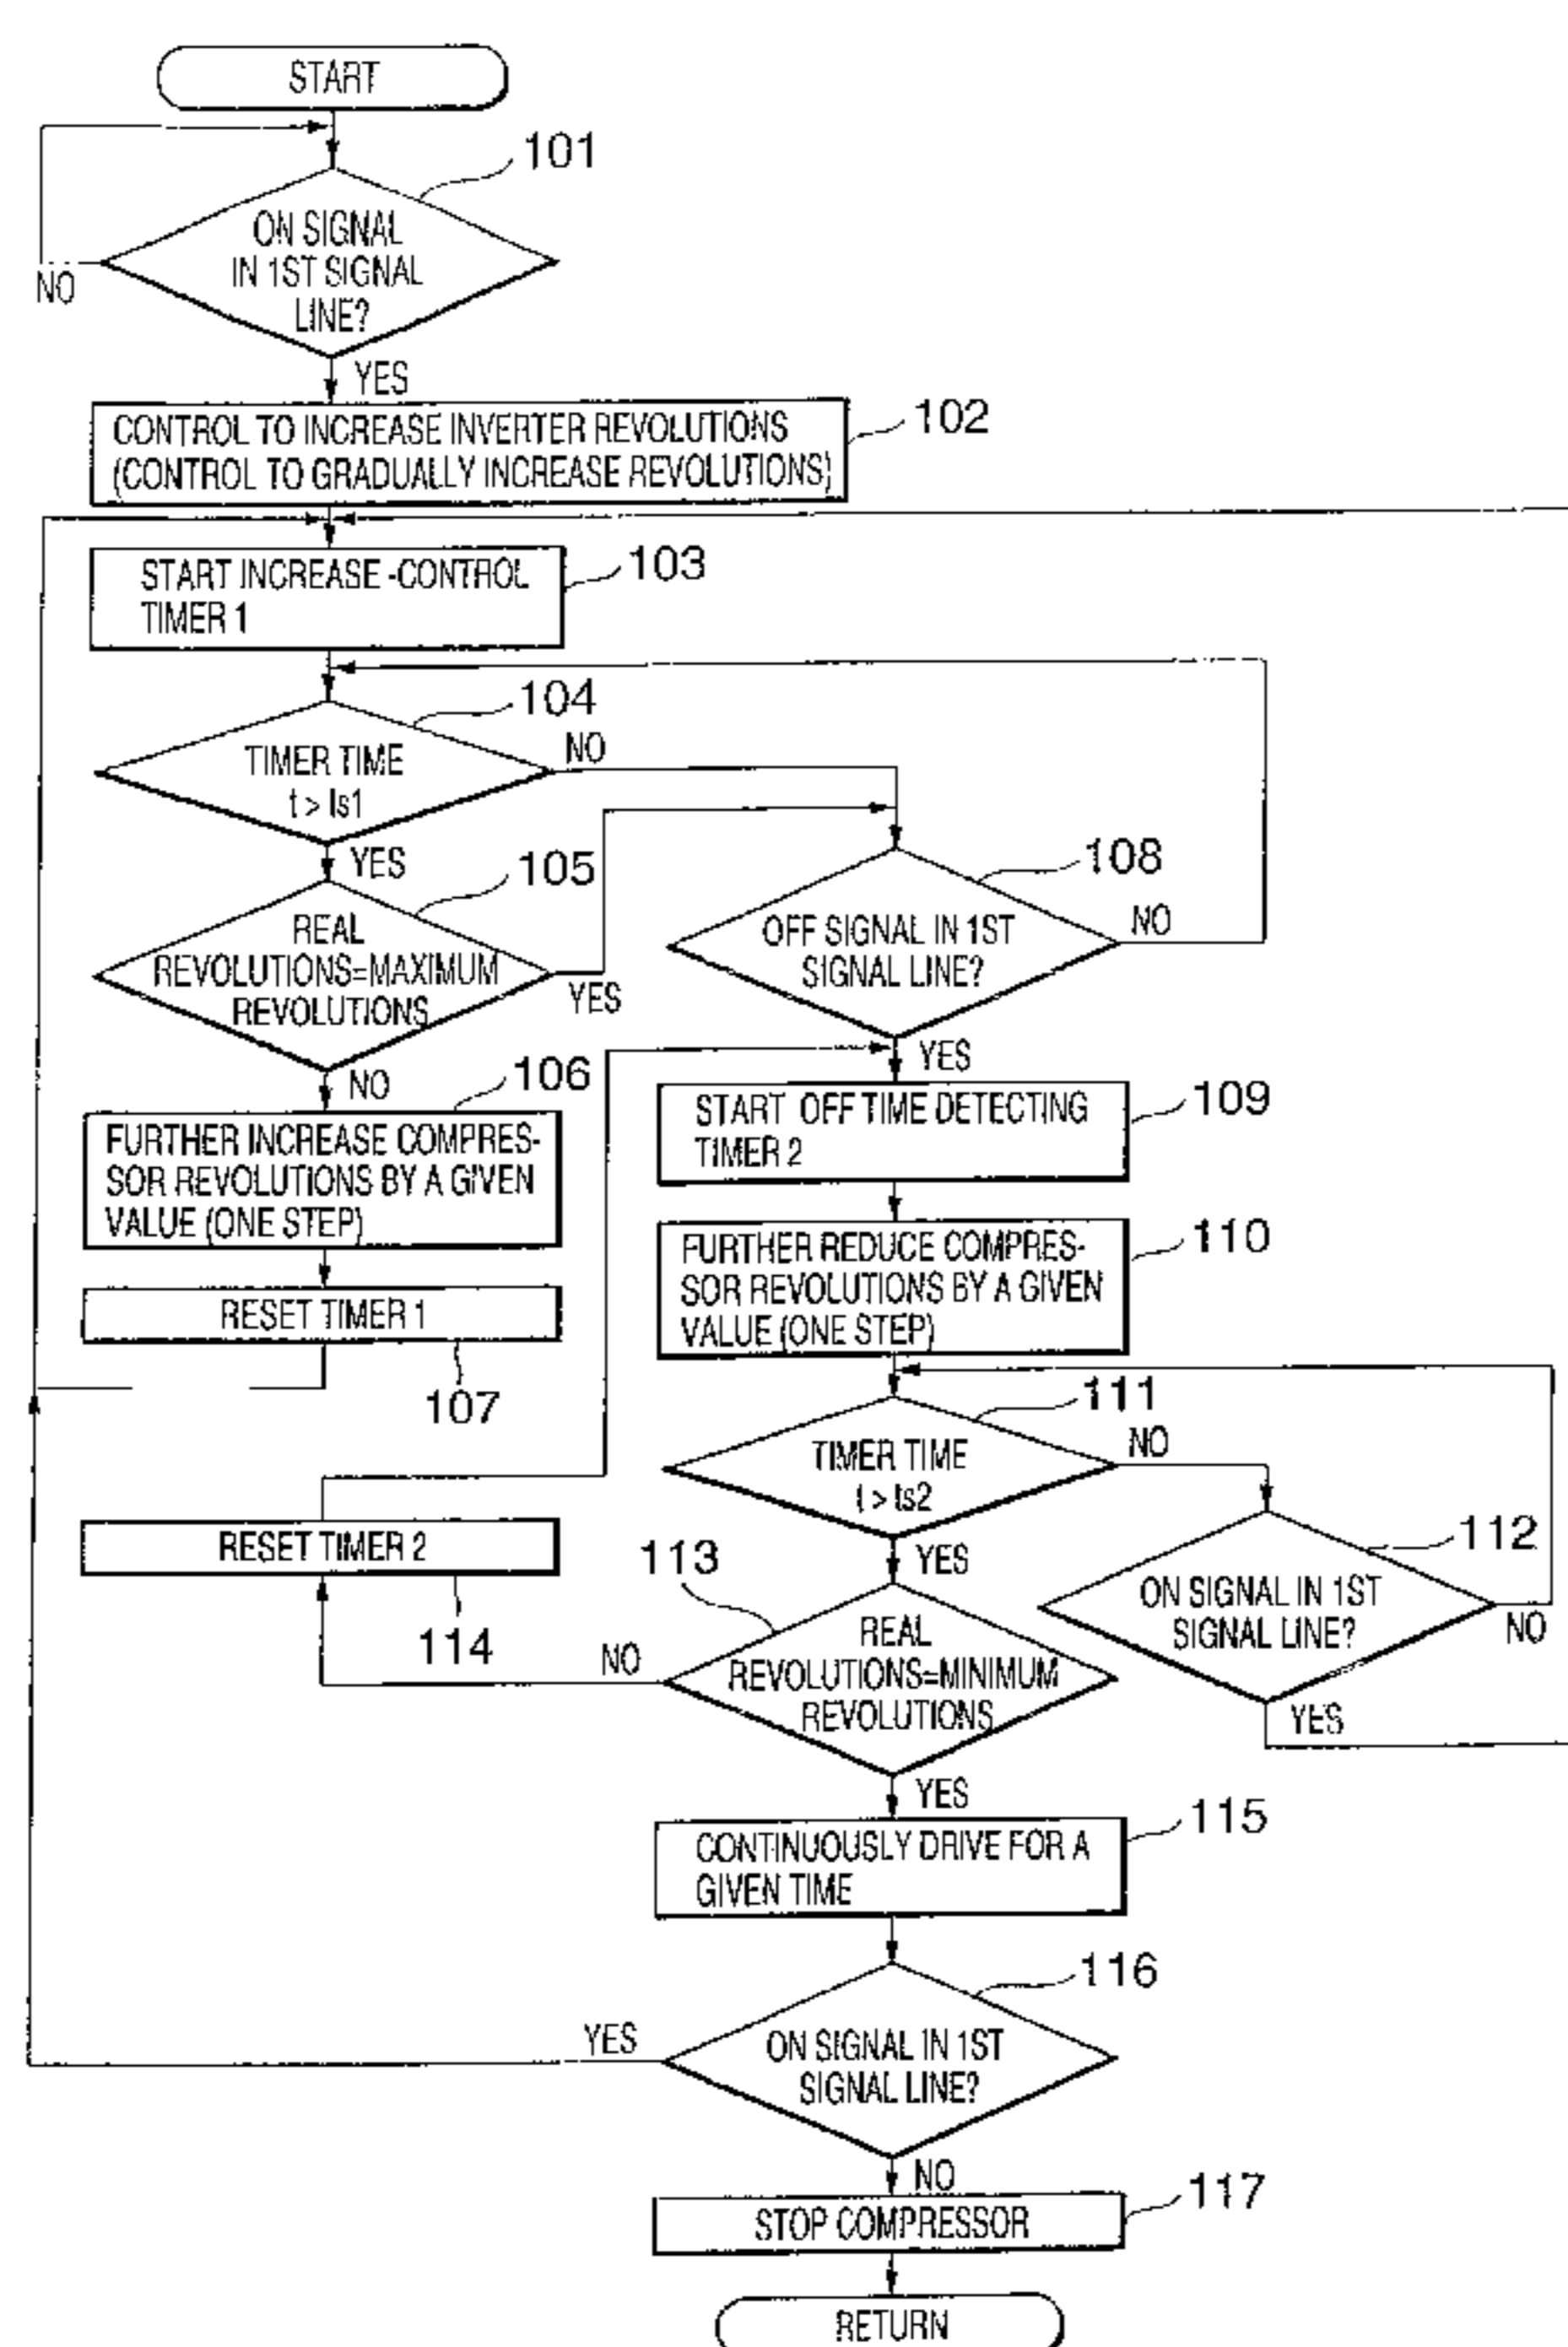 START
101
ON SIGNAL
IN 1ST SIGNAL
LINE?
NO
YES
CONTROL TO INCREASE INVERTER REVOLUTIONS
(CONTROL TO GRADUALLY INCREASE REVOLUTIONS)
102
START INCREASE-CONTROL
TIMER 1
103
104
TIMER TIME
t > ts1
NO
YES
105
REAL
REVOLUTIONS=MAXIMUM
REVOLUTIONS
YES
NO
106
FURTHER INCREASE COMPRES-
SOR REVOLUTIONS BY A GIVEN
VALUE (ONE STEP)
RESET TIMER 1
107
108
OFF SIGNAL IN 1ST
SIGNAL LINE?
NO
YES
START OFF TIME DETECTING
TIMER 2
109
FURTHER REDUCE COMPRES-
SOR REVOLUTIONS BY A GIVEN
VALUE (ONE STEP)
110
111
TIMER TIME
t > ts2
NO
YES
112
ON SIGNAL IN 1ST
SIGNAL LINE?
NO
YES
113
REAL
REVOLUTIONS=MINIMUM
REVOLUTIONS
NO
RESET TIMER 2
114
YES
CONTINUOUSLY DRIVE FOR A
GIVEN TIME
115
116
ON SIGNAL IN 1ST
SIGNAL LINE?
YES
NO
STOP COMPRESSOR
117
RETURN